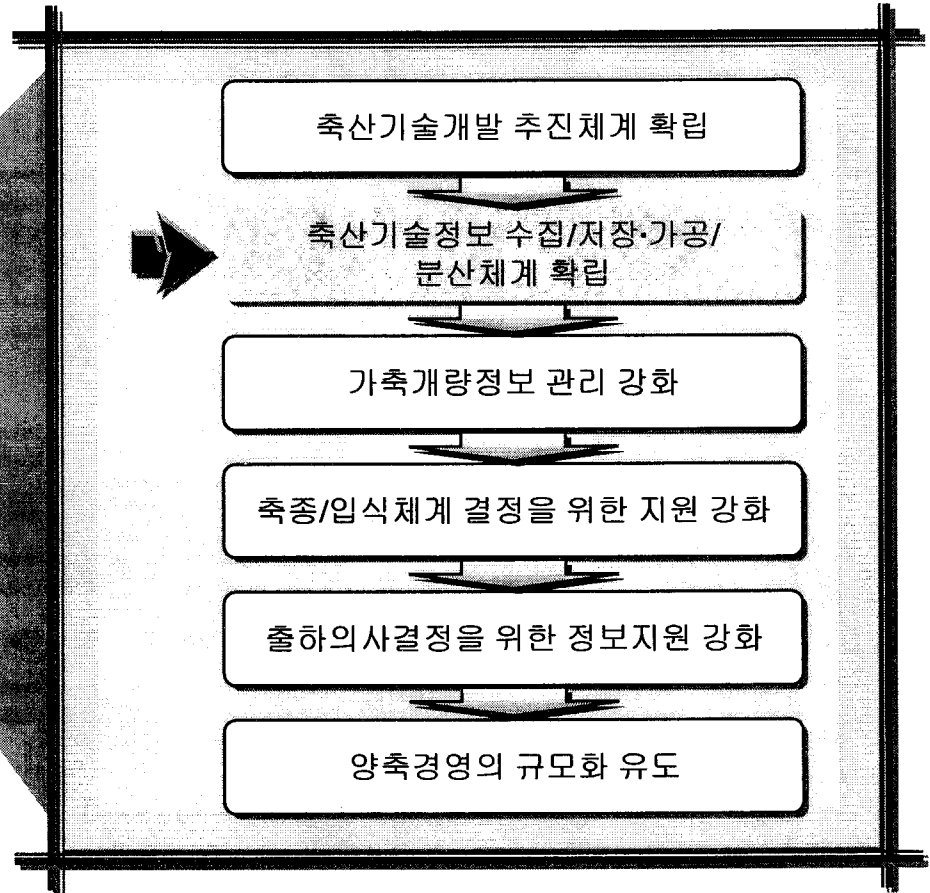 축산기술개발 추진체계 확립
축산기술정보 수집/저장·가공/
분산체계 확립
가축개량정보 관리 강화
축종/입식체계 결정을 위한 지원 강화
출하의사결정을 위한 정보지원 강화
양축경영의 규모화 유도